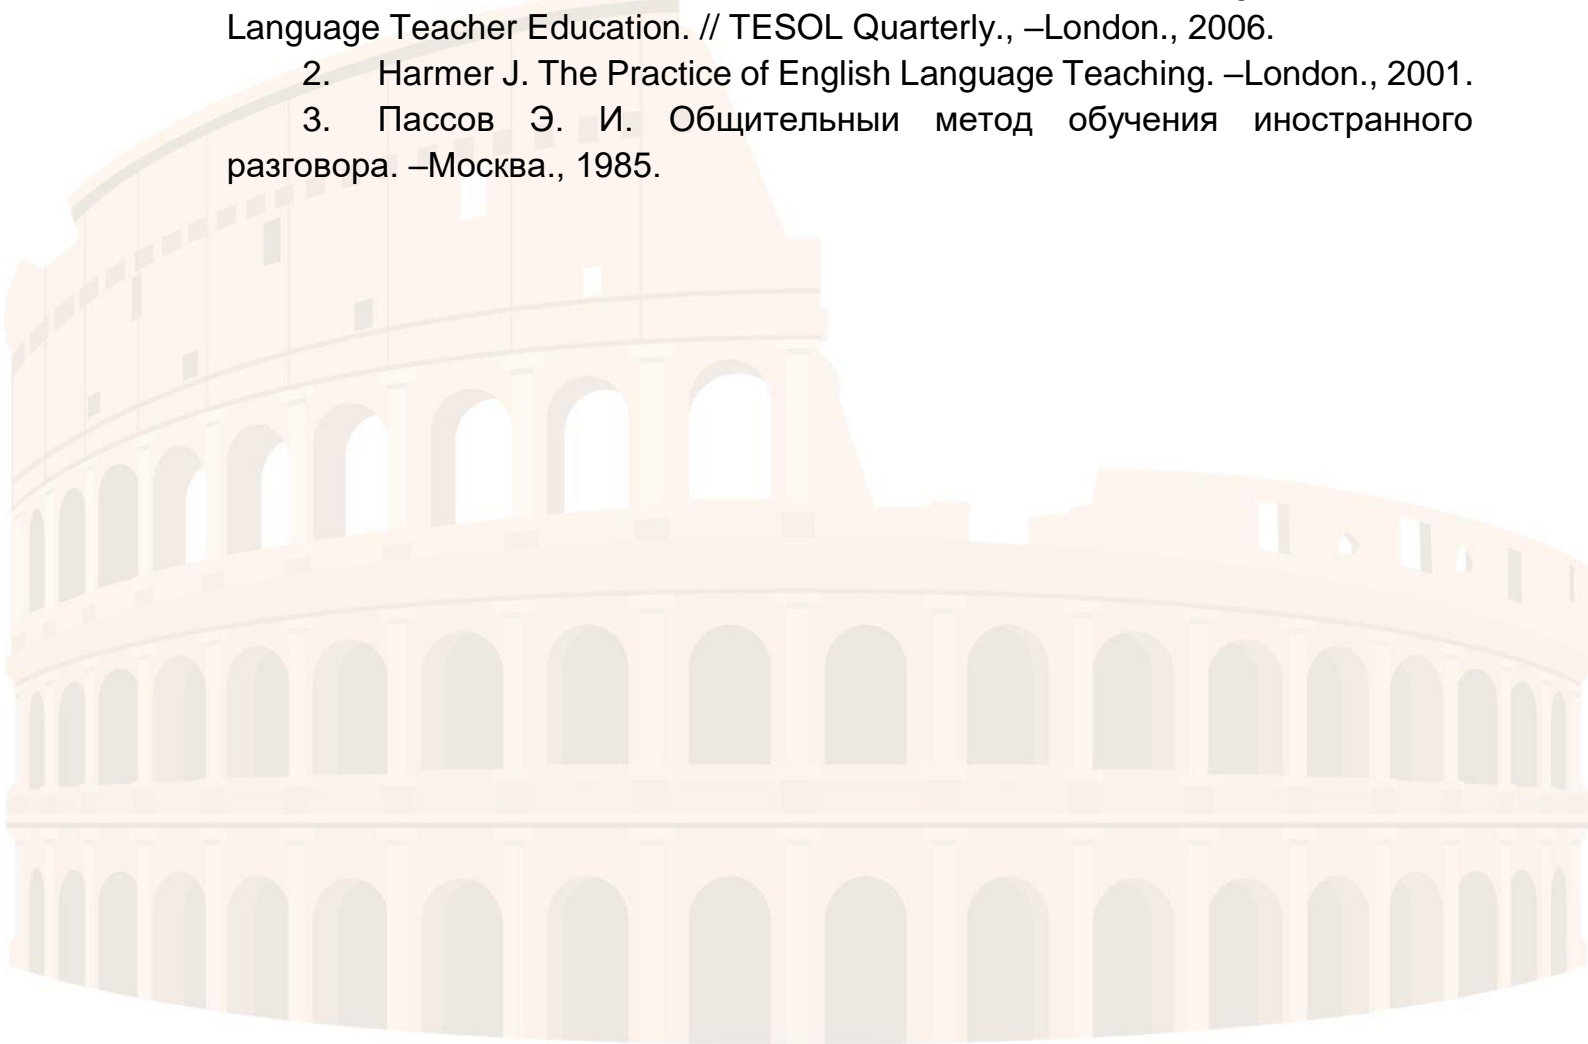 Language Teacher Education. // TESOL Quarterly., –London., 2006.
2. Harmer J. The Practice of English Language Teaching. –London., 2001.
3. Пассов Э. И. Общительныи метод обучения иностранного
разговора. –Москва., 1985.